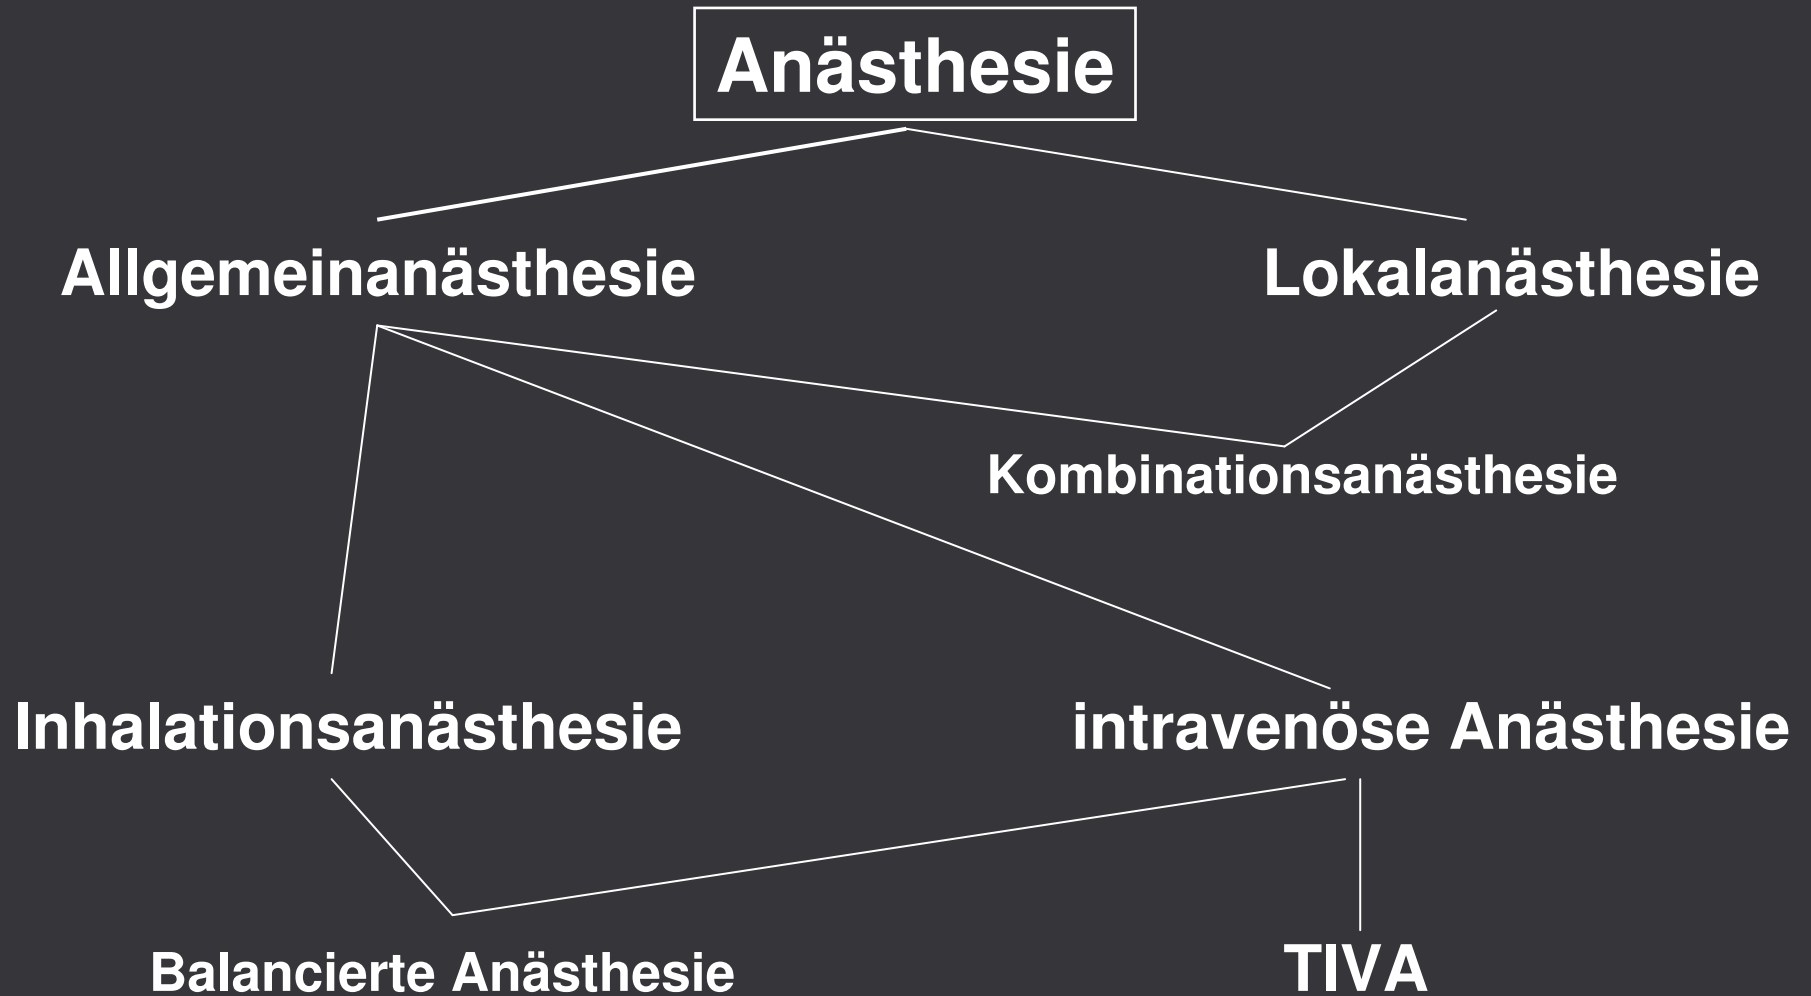 Anästhesie
Allgemeinanästhesie
Lokalanästhesie
Kombinationsanästhesie
Inhalationsanästhesie
intravenöse Anästhesie
Balancierte Anästhesie
TIVA